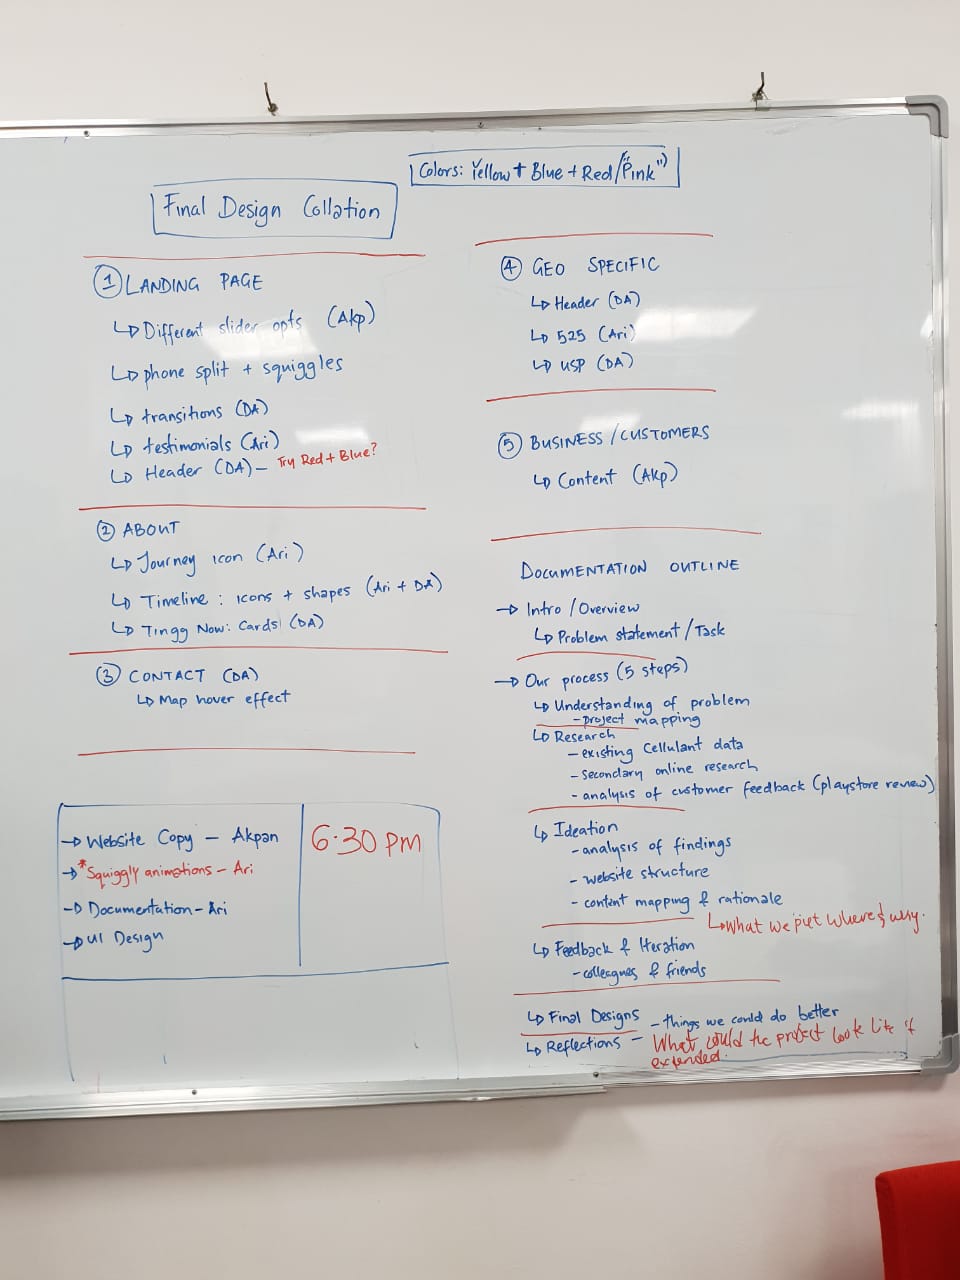 Colors: Yellow + Blue + Red/("Pink")
Final Design Collation
① LANDING PAGE
↳ Different slider opts (Akp)
↳ phone split + squiggles
↳ transitions (DA)
↳ testimonials (Ari)
↳ Header (DA) – Try Red + Blue?
② ABOUT
↳ Journey icon (Ari)
↳ Timeline: icons + shapes (Ari + DA)
↳ Tingg Now: Cards (DA)
③ CONTACT (DA)
↳ Map hover effect
→ Website Copy – Akpan
→ *Squiggly animations – Ari
→ Documentation – Ari
→ UI Design
6:30 PM
④ GEO SPECIFIC
↳ Header (DA)
↳ 525 (Ari)
↳ USP (DA)
⑤ BUSINESS/CUSTOMERS
↳ Content (Akp)
DOCUMENTATION OUTLINE
→ Intro/Overview
↳ Problem statement/Task
→ Our process (5 steps)
↳ Understanding of problem
– project mapping
↳ Research
– existing Cellulant data
– secondary online research
– analysis of customer feedback (playstore review)
↳ Ideation
– analysis of findings
– website structure
– content mapping & rationale
↳ What we put where & why.
↳ Feedback & Iteration
– colleagues & friends
↳ Final Designs
↳ Reflections – things we could do better
– What would the project look like if
expended.